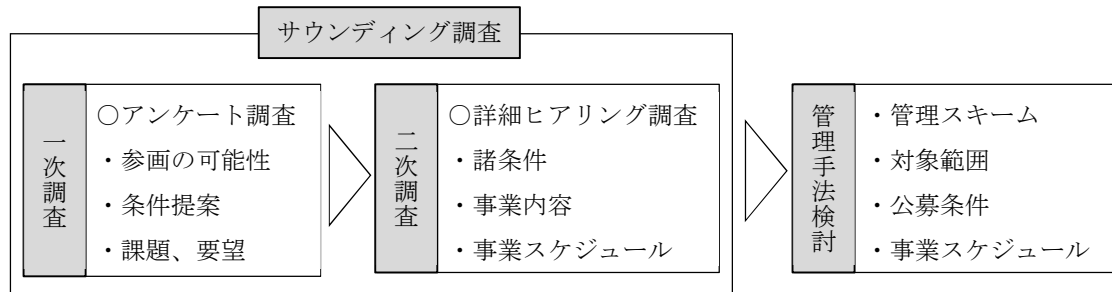 サウンディング調査
一次調査
〇アンケート調査
・参画の可能性
・条件提案
・課題、要望
二次調査
〇詳細ヒアリング調査
・諸条件
・事業内容
・事業スケジュール
管理手法検討
・管理スキーム
・対象範囲
・公募条件
・事業スケジュール